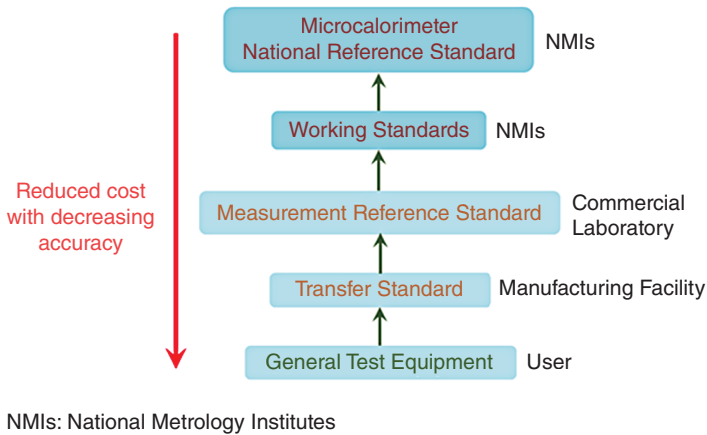 Microcalorimeter
National Reference Standard
NMIs
Working Standards
NMIs
Reduced cost
with decreasing
accuracy
Measurement Reference Standard
Commercial
Laboratory
Transfer Standard
Manufacturing Facility
General Test Equipment
User
NMIs: National Metrology Institutes